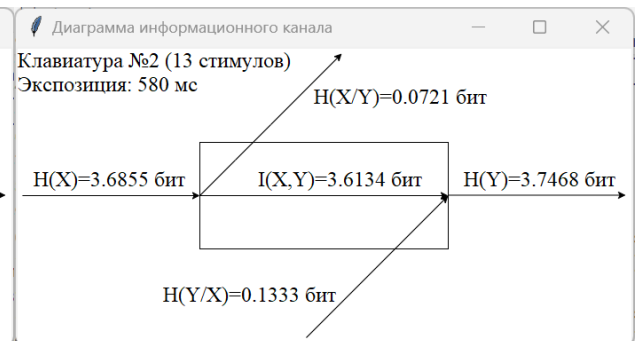 Диаграмма информационного канала
Клавиатура №2 (13 стимулов)
Экспозиция: 580 мс
H(X/Y)=0.0721 бит
H(X)=3.6855 бит
I(X,Y)=3.6134 бит
H(Y)=3.7468 бит
H(Y/X)=0.1333 бит